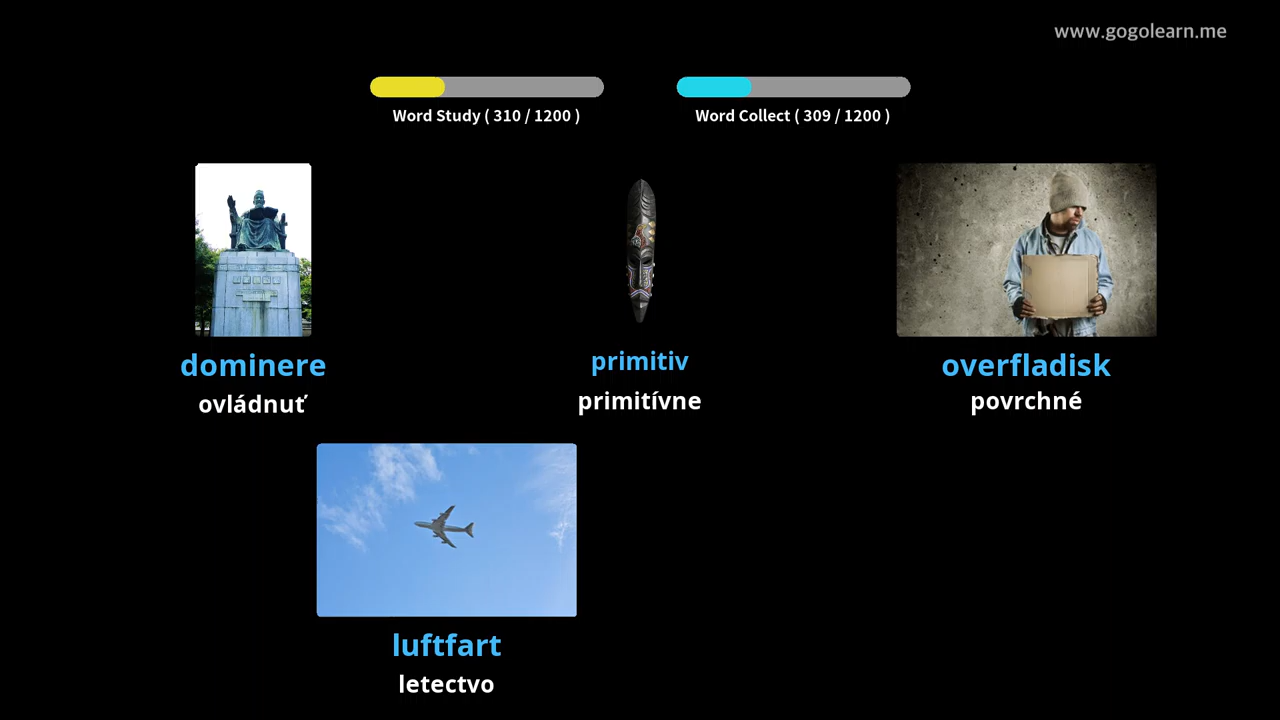 www.gogolearn.me
Word Study ( 310 / 1200 )
Word Collect ( 309 / 1200 )
dominere
ovládnuť
primitiv
primitívne
overfladisk
povrchné
luftfart
letectvo